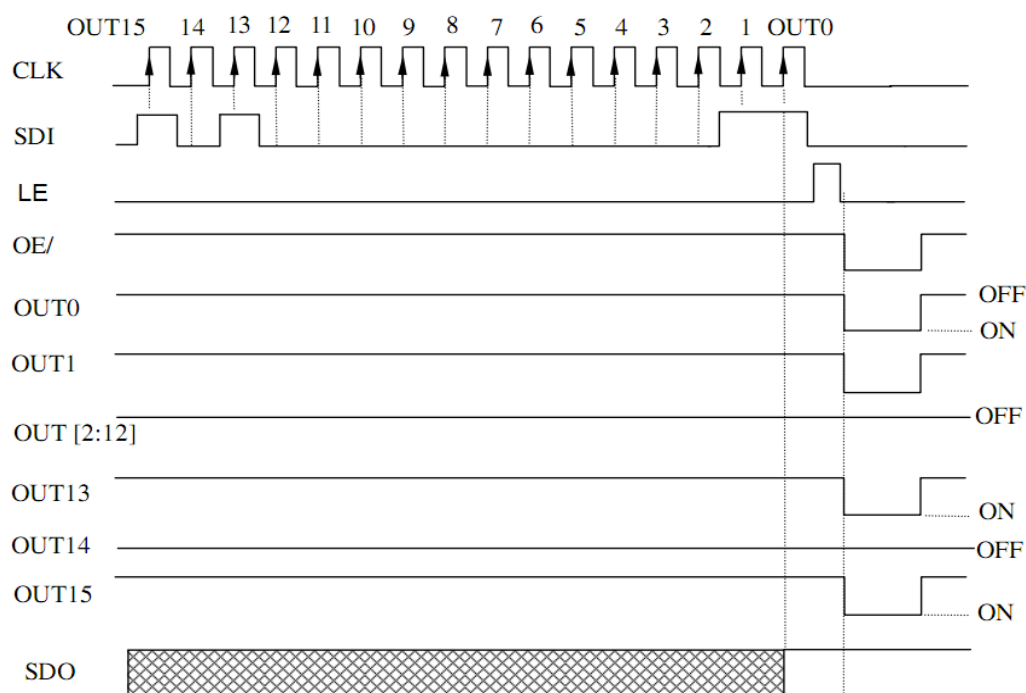 OUT15 14 13 12 11 10 9 8 7 6 5 4 3 2 1 OUT0
CLK
SDI
LE
OE/
OUT0 OFF
ON
OUT1
OUT [2:12] OFF
OUT13
ON
OUT14 OFF
OUT15
ON
SDO